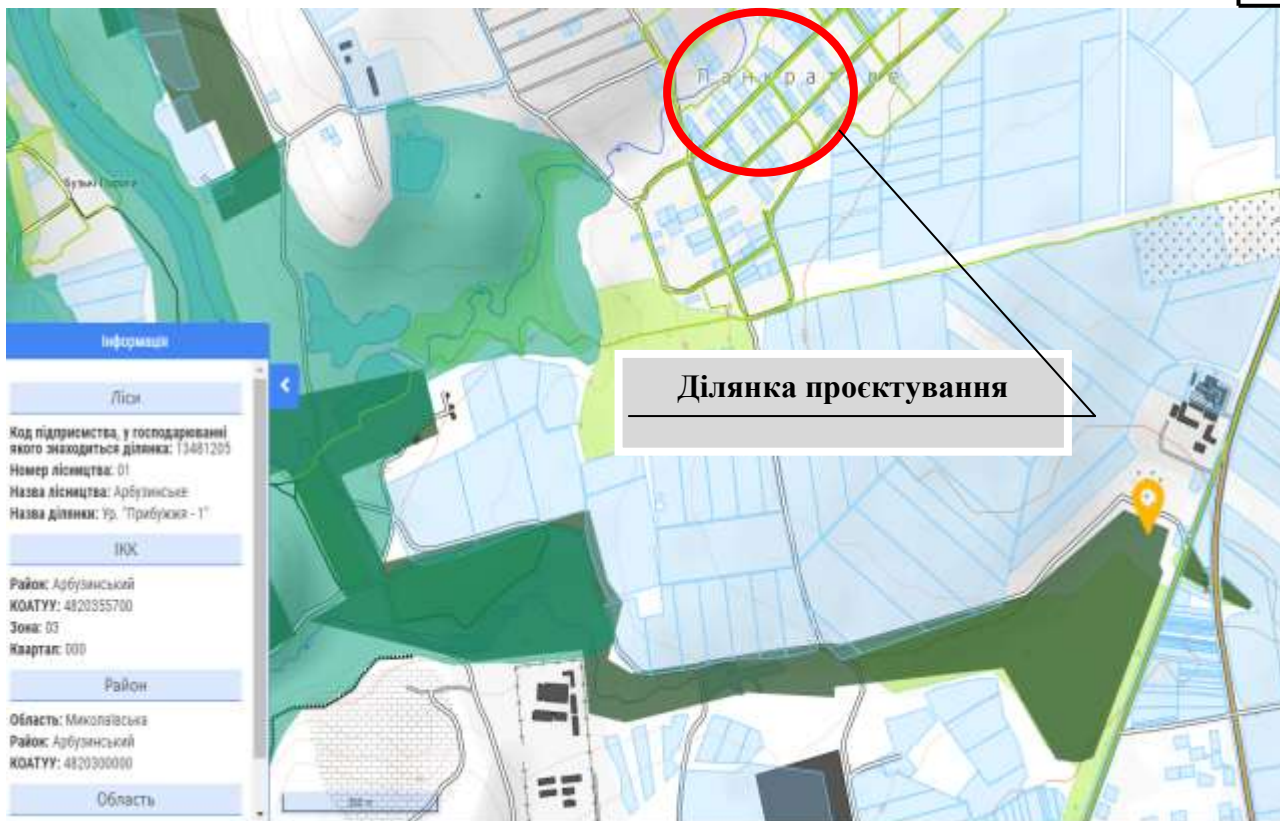 Панкратове
Бузькі Пороги
Ділянка проєктування
Інформація
Ліси
Код підприємства, у господарюванні
якого знаходиться ділянка: 13481205
Номер лісництва: 01
Назва лісництва: Арбузинське
Назва ділянки: Ур. "Прибужжя - 1"
ІКК
Район: Арбузинський
КОАТУУ: 4820355700
Зона: 03
Квартал: 000
Район
Область: Миколаївська
Район: Арбузинський
КОАТУУ: 4820300000
Область